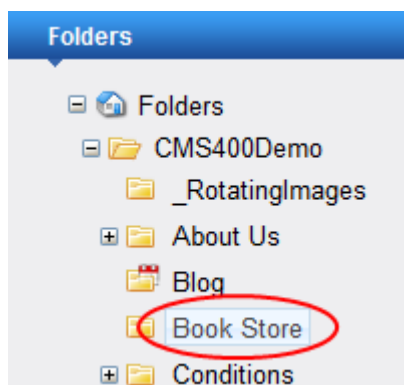 Folders
Folders
CMS400Demo
_RotatingImages
About Us
Blog
Book Store
Conditions